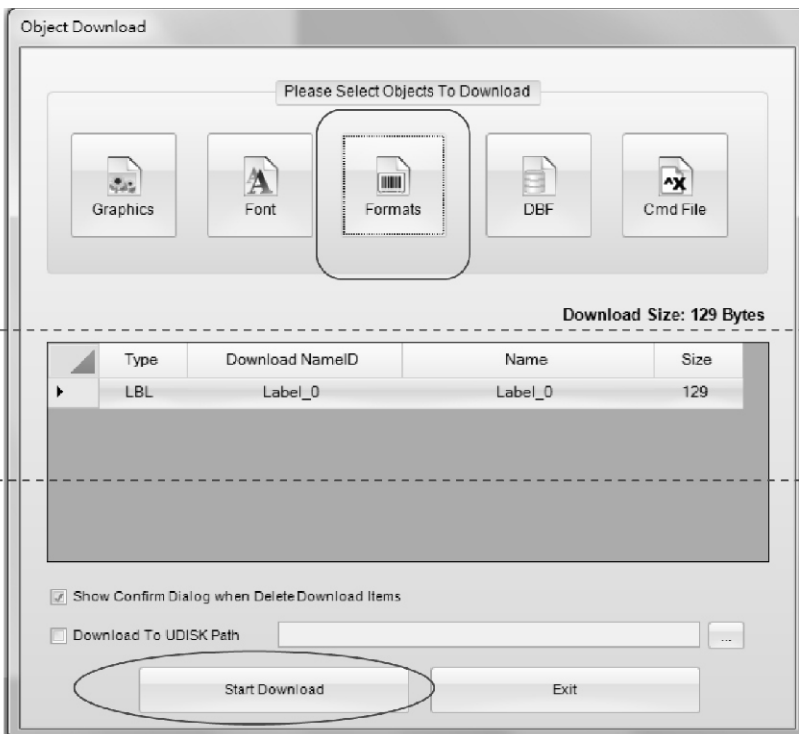 Object Download
Please Select Objects To Download
Graphics Font Formats DBF Cmd File
Download Size: 129 Bytes
Type Download NameID Name Size
LBL Label_0 Label_0 129
Show Confirm Dialog when Delete Download Items
Download To UDISK Path ...
Start Download Exit